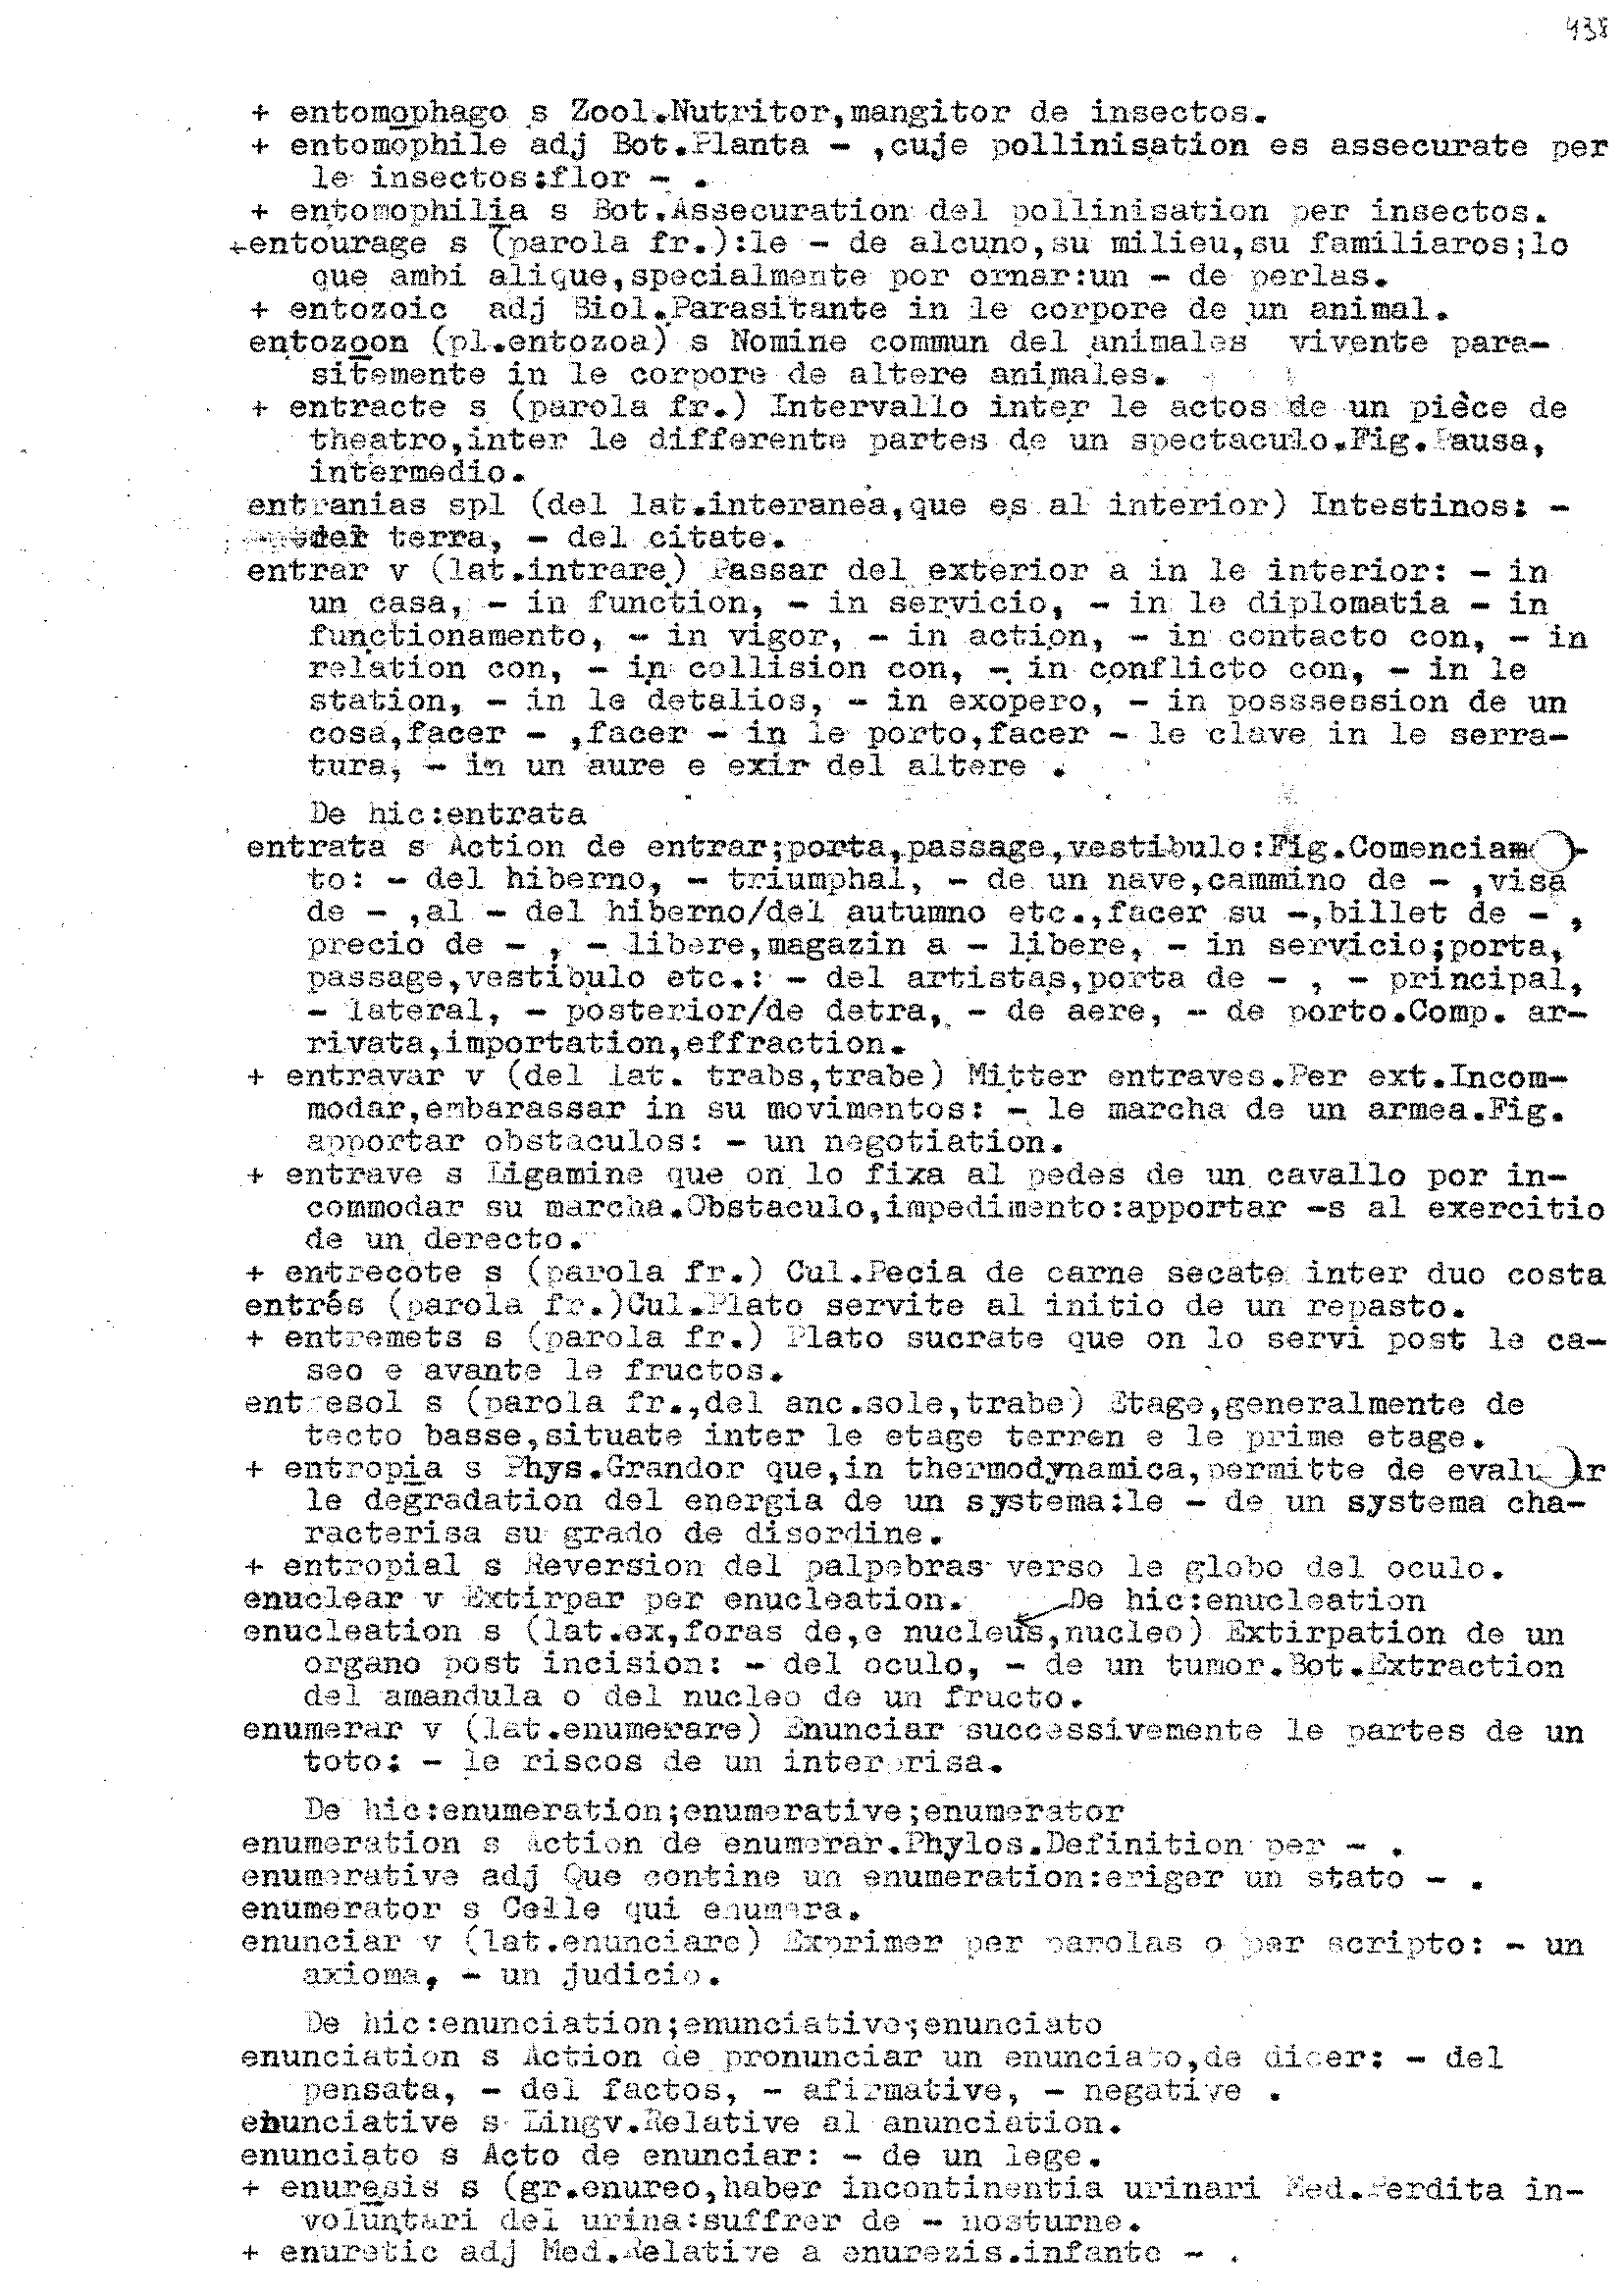 438
+ entomophago s Zool.Nutritor,mangitor de insectos.
+ entomophile adj Bot.Planta - ,cuje pollinisation es assecurate per
le insectos:flor - .
+ entomophilia s Bot.Assecuration del pollinisation per insectos.
+entourage s (parola fr.):le - de alcuno,su milieu,su familiaros;lo
que ambi alique,specialmente por ornar:un - de perlas.
+ entozoic adj Biol.Parasitante in le corpore de un animal.
entozoon (pl.entozoa) s Nomine commun del animales vivente para-
sitemente in le corpore de altere animales.
+ entracte s (parola fr.) Intervallo inter le actos de un pièce de
theatro,inter le differente partes de un spectaculo.Fig.Pausa,
intermedio.
entranias spl (del lat.interanea,que es al interior) Intestinos: -
del terra, - del citate.
entrar v (lat.intrare) Passar del exterior a in le interior: - in
un casa, - in function, - in servicio, - in le diplomatia - in
functionamento, - in vigor, - in action, - in contacto con, - in
relation con, - in collision con, - in conflicto con, - in le
station, - in le detalios, - in exopero, - in posssession de un
cosa,facer - ,facer - in le porto,facer - le clave in le serra-
tura, - in un aure e exir del altere .
De hic:entrata
entrata s Action de entrar;porta,passage,vestibulo:Fig.Comenciam
to: - del hiberno, - triumphal, - de un nave,cammino de - ,visa
de - ,al - del hiberno/del autumno etc.,facer su -,billet de - ,
precio de - , - libere,magazin a - libere, - in servicio;porta,
passage,vestibulo etc.: - del artistas,porta de - , - principal,
- lateral, - posterior/de detra, - de aere, - de porto.Comp. ar-
rivata,importation,effraction.
+ entravar v (del lat. trabs,trabe) Mitter entraves.Per ext.Incom-
modar,embarassar in su movimentos: - le marcha de un armea.Fig.
apportar obstaculos: - un negotiation.
+ entrave s Ligamine que on lo fixa al pedes de un cavallo por in-
commodar su marcha.Obstaculo,impedimento:apportar -s al exercitio
de un derecto.
+ entrecote s (parola fr.) Cul.Pecia de carne secate inter duo costa
entrés (parola fr.)Cul.Plato servite al initio de un repasto.
+ entremets s (parola fr.) Plato sucrate que on lo servi post le ca-
seo e avante le fructos.
entresol s (parola fr.,del anc.sole,trabe) Etage,generalmente de
tecto basse,situate inter le etage terren e le prime etage.
+ entropia s Phys.Grandor que,in thermodynamica,permitte de evaluar
le degradation del energia de un systema:le - de un systema cha-
racterisa su grado de disordine.
+ entropial s Reversion del palpebras verso le globo del oculo.
enuclear v Extirpar per enucleation. De hic:enucleation
enucleation s (lat.ex,foras de,e nucleus,nucleo) Extirpation de un
organo post incision: - del oculo, - de un tumor.Bot.Extraction
del amandula o del nucleo de un fructo.
enumerar v (lat.enumerare) Enunciar successivemente le partes de un
toto: - le riscos de un interprisa.
De hic:enumeration;enumerative;enumerator
enumeration s Action de enumerar.Phylos.Definition per - .
enumerative adj Que contine un enumeration:eriger un stato - .
enumerator s Celle qui enumera.
enunciar v (lat.enunciare) Exprimer per parolas o per scripto: - un
axioma, - un judicio.
De hic:enunciation;enunciative;enunciato
enunciation s Action de pronunciar un enunciato,de dicer: - del
pensata, - del factos, - afirmative, - negative .
enunciative s Lingv.Relative al anunciation.
enunciato s Acto de enunciar: - de un lege.
+ enuresis s (gr.enureo,haber incontinentia urinari Med.Perdita in-
voluntari del urina:suffrer de - nosturne.
+ enuretic adj Med.Relative a enurezis.infante - .